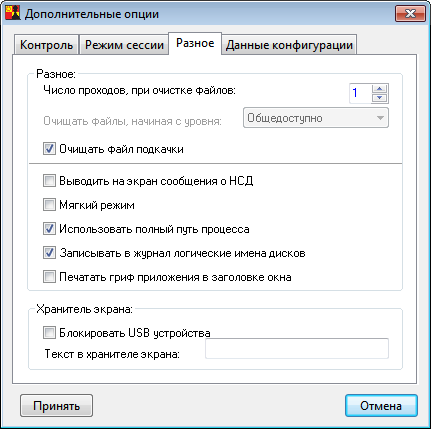 Дополнительные опции
Контроль Режим сессии Разное Данные конфигурации
Разное:
Число проходов, при очистке файлов: 1
Очищать файлы, начиная с уровня: Общедоступно
Очищать файл подкачки
Выводить на экран сообщения о НСД
Мягкий режим
Использовать полный путь процесса
Записывать в журнал логические имена дисков
Печатать гриф приложения в заголовке окна
Хранитель экрана:
Блокировать USB устройства
Текст в хранителе экрана:
Принять Отмена